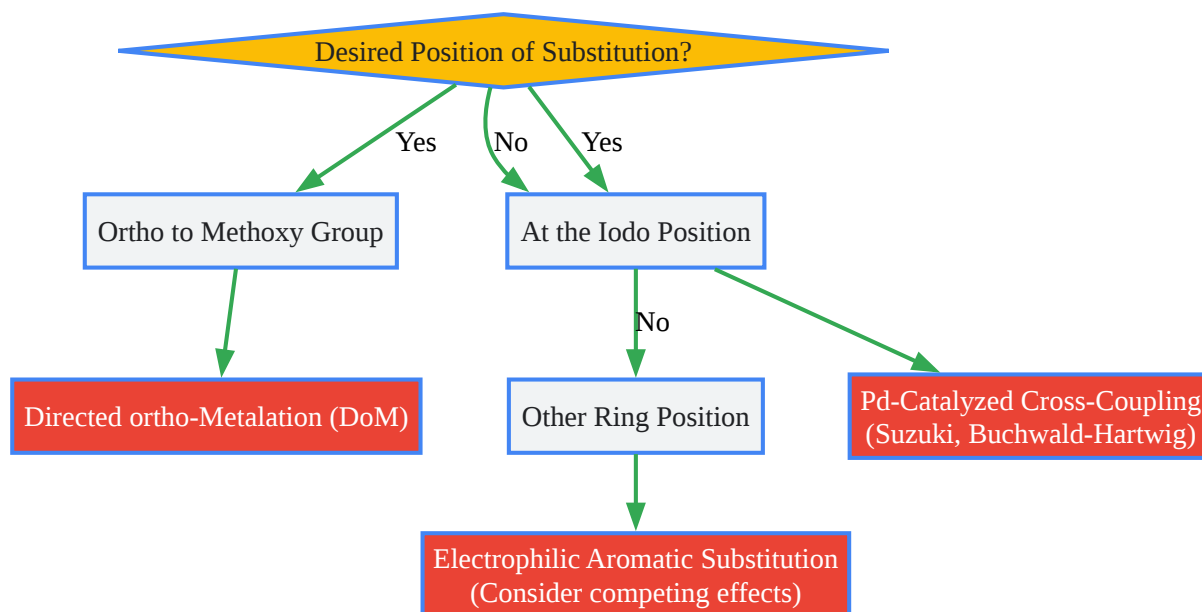 Desired Position of Substitution?
Yes
No
Yes
Ortho to Methoxy Group
At the Iodo Position
No
Directed ortho-Metalation (DoM)
Other Ring Position
Pd-Catalyzed Cross-Coupling
(Suzuki, Buchwald-Hartwig)
Electrophilic Aromatic Substitution
(Consider competing effects)